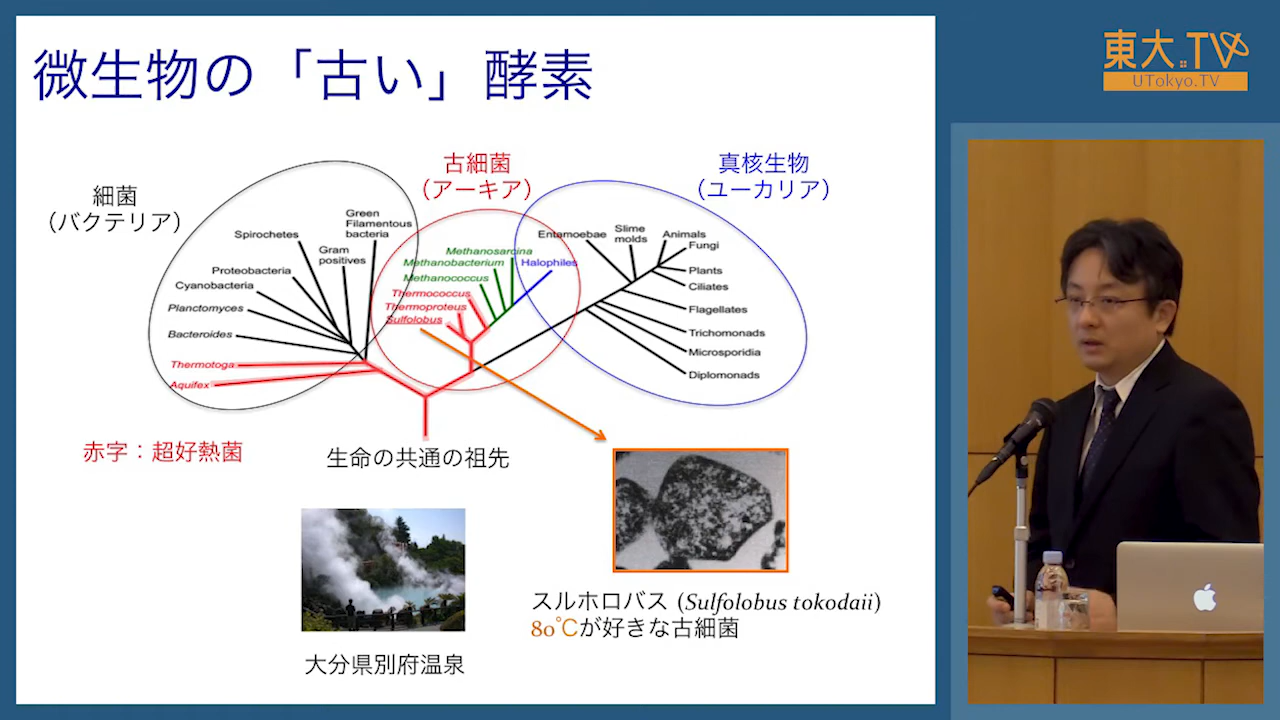 微生物の「古い」酵素
東大.TV
UTokyo.TV
細菌
（バクテリア）
古細菌
（アーキア）
真核生物
（ユーカリア）
Green
Filamentous
bacteria
Spirochetes
Gram
positives
Proteobacteria
Cyanobacteria
Planctomyces
Bacteroides
Thermotoga
Aquifex
Methanosarcina
Methanobacterium
Methanococcus
Thermococcus
Thermoproteus
Sulfolobus
Halophiles
Entamoebae
Slime
molds
Animals
Fungi
Plants
Ciliates
Flagellates
Trichomonads
Microsporidia
Diplomonads
赤字：超好熱菌
生命の共通の祖先
大分県別府温泉
スルホロバス (Sulfolobus tokodaii)
80℃が好きな古細菌